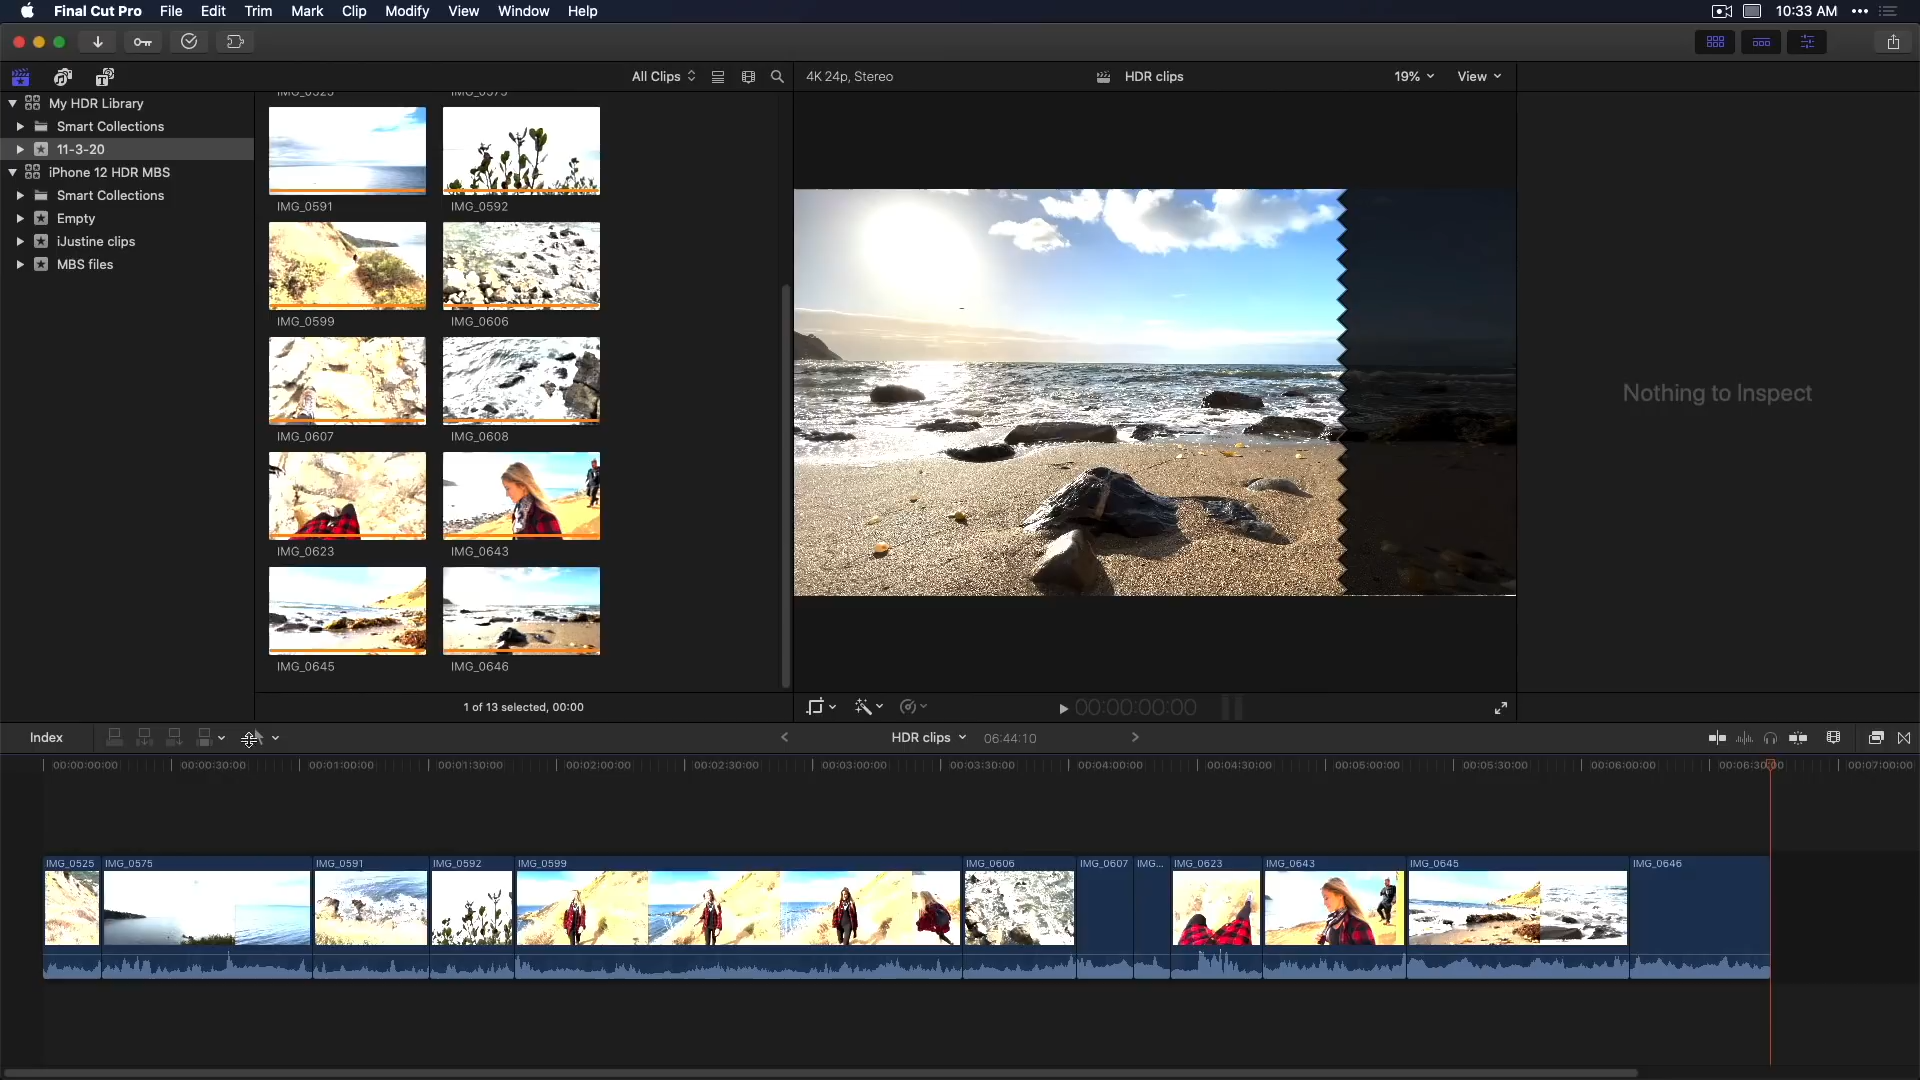 Final Cut Pro File Edit Trim Mark Clip Modify View Window Help
10:33 AM
All Clips
4K 24p, Stereo
HDR clips
19%
View
My HDR Library
Smart Collections
11-3-20
iPhone 12 HDR MBS
Smart Collections
Empty
iJustine clips
MBS files
IMG_0591
IMG_0592
IMG_0599
IMG_0606
IMG_0607
IMG_0608
IMG_0623
IMG_0643
IMG_0645
IMG_0646
1 of 13 selected, 00:00
Nothing to Inspect
00:00:00:00
Index
HDR clips
06:44:10
00:00:00:00 00:00:30:00 00:01:00:00 00:01:30:00 00:02:00:00 00:02:30:00 00:03:00:00 00:03:30:00 00:04:00:00 00:04:30:00 00:05:00:00 00:05:30:00 00:06:00:00 00:06:30:00 00:07:00:00
IMG_0525 IMG_0575 IMG_0591 IMG_0592 IMG_0599 IMG_0606 IMG_0607 IMG... IMG_0623 IMG_0643 IMG_0645 IMG_0646